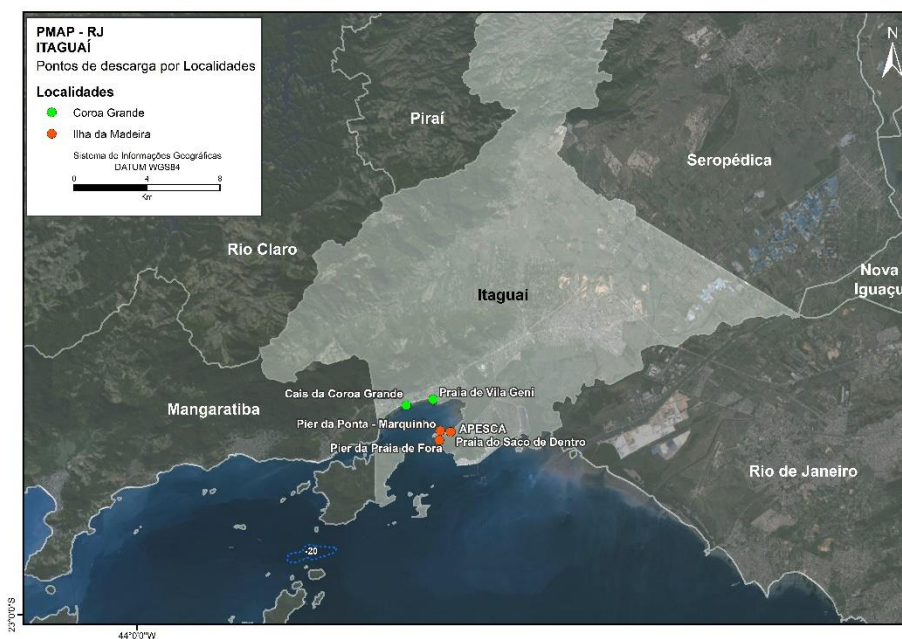 PMAP - RJ
ITAGUAÍ
Pontos de descarga por Localidades
Localidades
Coroa Grande
Ilha da Madeira
Sistema de Informações Geográficas
DATUM WGS84
0 4 8
Km
N
Piraí
Seropédica
Rio Claro
Nova
Iguaçu
Itaguaí
Cais da Coroa Grande
Praia de Vila Geni
Mangaratiba
Pier da Ponta - Marquinho
APESCA
Praia do Saco de Dentro
Pier da Praia de Fora
Rio de Janeiro
-20
23°0'0"S
44°0'0"W